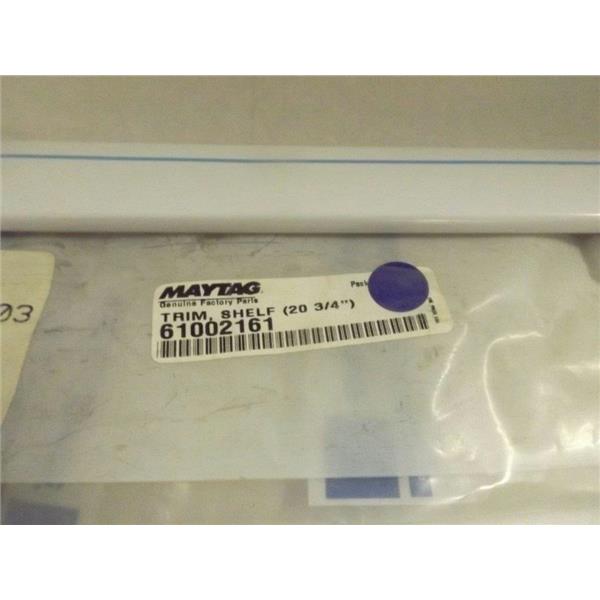 MAYTAG
Genuine Factory Parts
TRIM, SHELF (20 3/4")
61002161
03